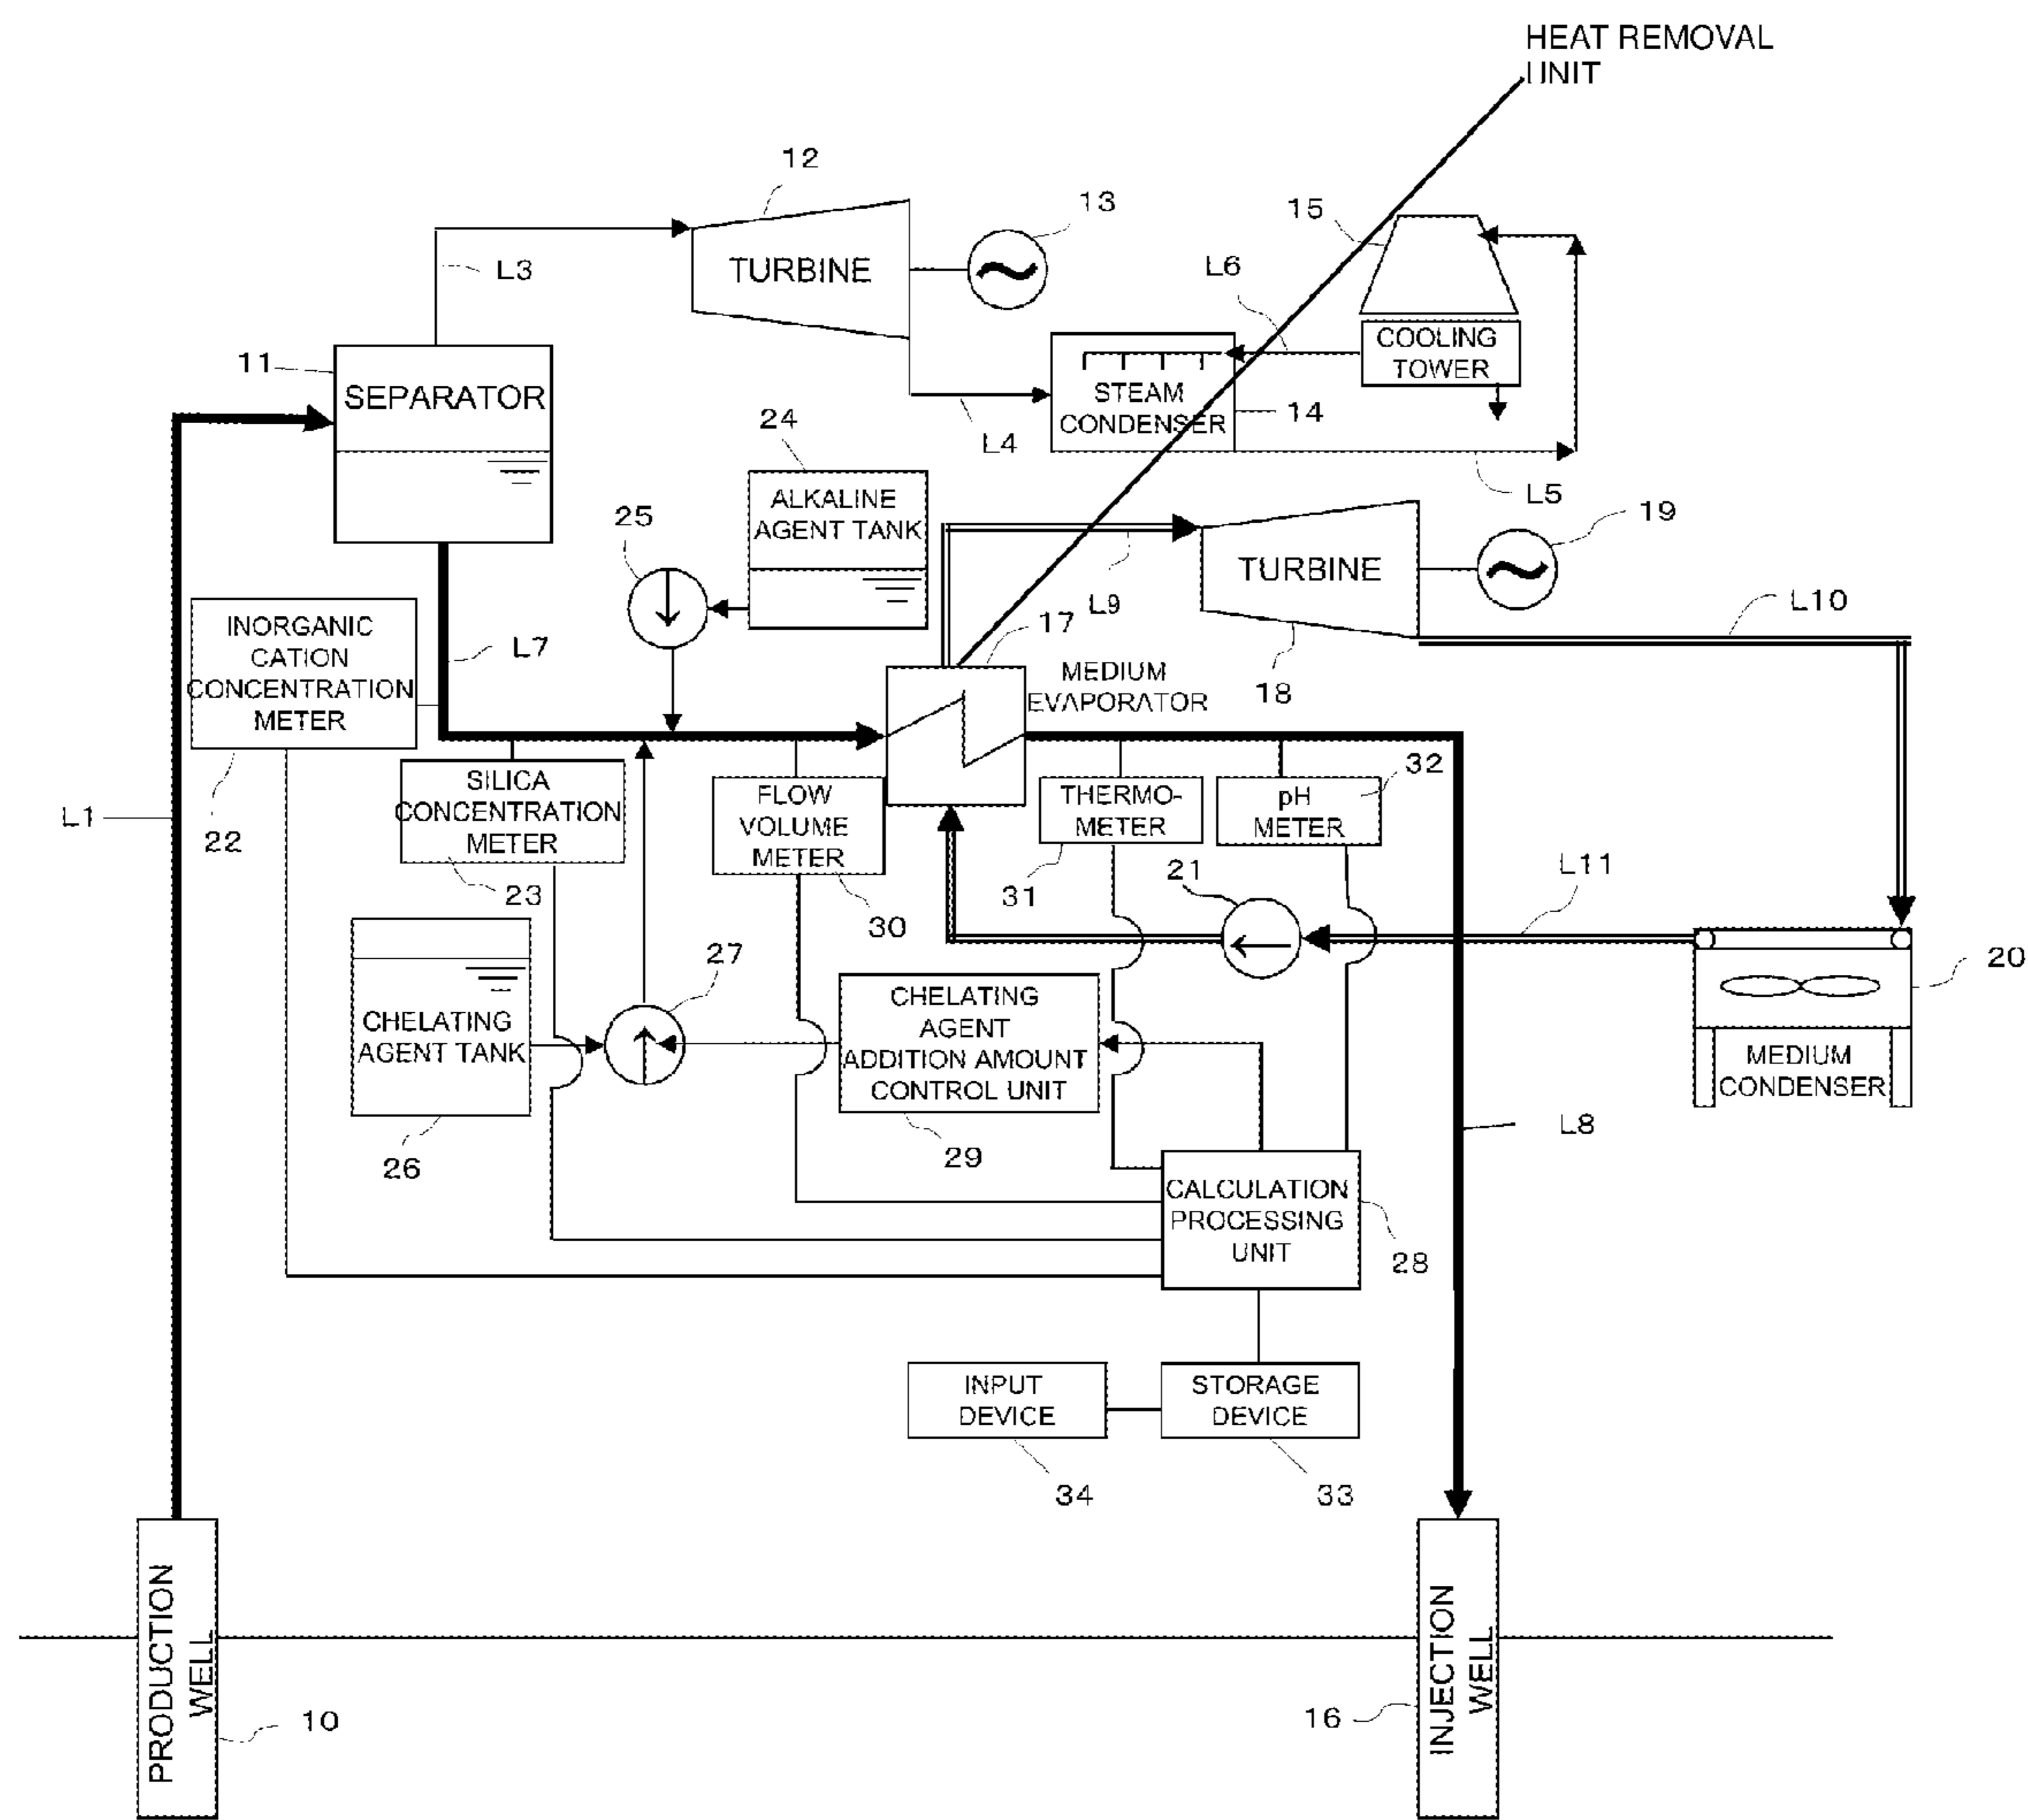 HEAT REMOVAL
UNIT
12
13
15
L3
TURBINE
L6
11
SEPARATOR
COOLING
TOWER
STEAM
CONDENSER
14
24
L4
L5
ALKALINE
AGENT TANK
25
19
TURBINE
L9
L10
INORGANIC
CATION
CONCENTRATION
METER
L7
17
MEDIUM
EVAPORATOR
18
32
SILICA
CONCENTRATION
METER
FLOW
VOLUME
METER
THERMO-
METER
pH
METER
L1
22
23
30
31
21
L11
20
27
CHELATING
AGENT TANK
CHELATING
AGENT
ADDITION AMOUNT
CONTROL UNIT
MEDIUM
CONDENSER
26
29
L8
CALCULATION
PROCESSING
UNIT
28
INPUT
DEVICE
STORAGE
DEVICE
34
33
PRODUCTION
WELL
10
INJECTION
WELL
16